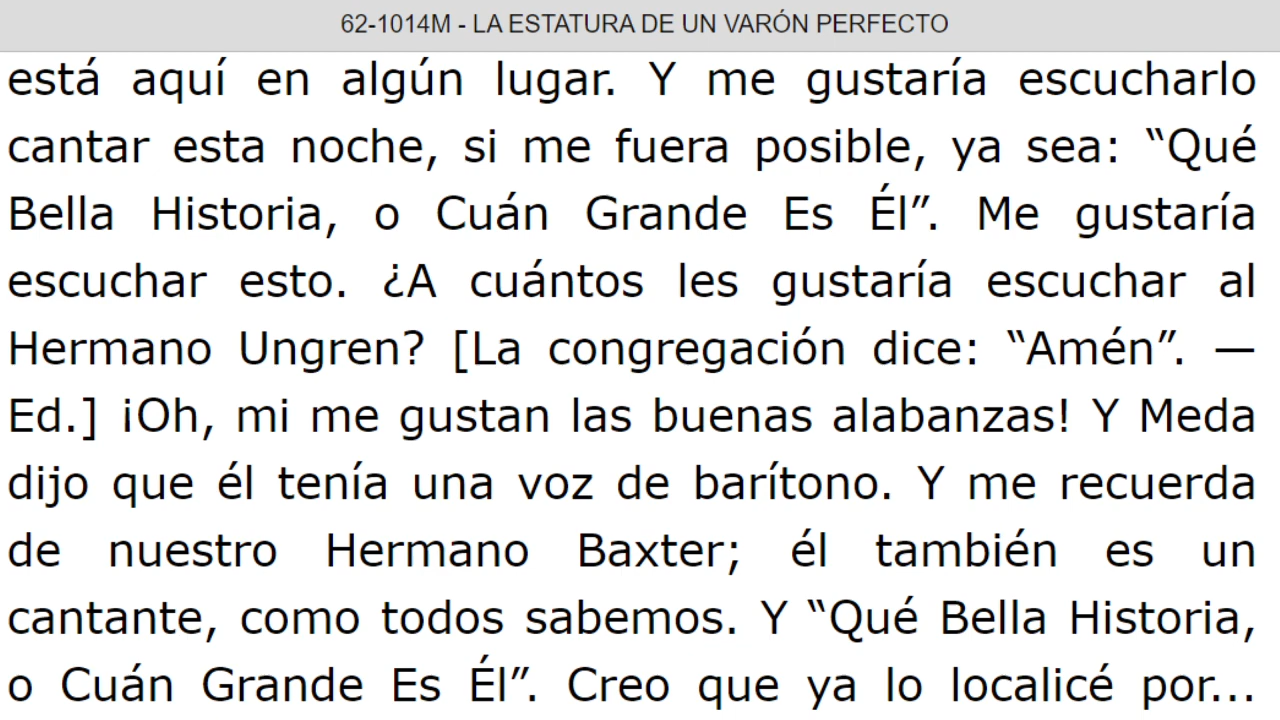 62-1014M - LA ESTATURA DE UN VARÓN PERFECTO
está aquí en algún lugar. Y me gustaría escucharlo
cantar esta noche, si me fuera posible, ya sea: “Qué
Bella Historia, o Cuán Grande Es Él”. Me gustaría
escuchar esto. ¿A cuántos les gustaría escuchar al
Hermano Ungren? [La congregación dice: “Amén”. —
Ed.] ¡Oh, mi me gustan las buenas alabanzas! Y Meda
dijo que él tenía una voz de barítono. Y me recuerda
de nuestro Hermano Baxter; él también es un
cantante, como todos sabemos. Y “Qué Bella Historia,
o Cuán Grande Es Él”. Creo que ya lo localicé por...